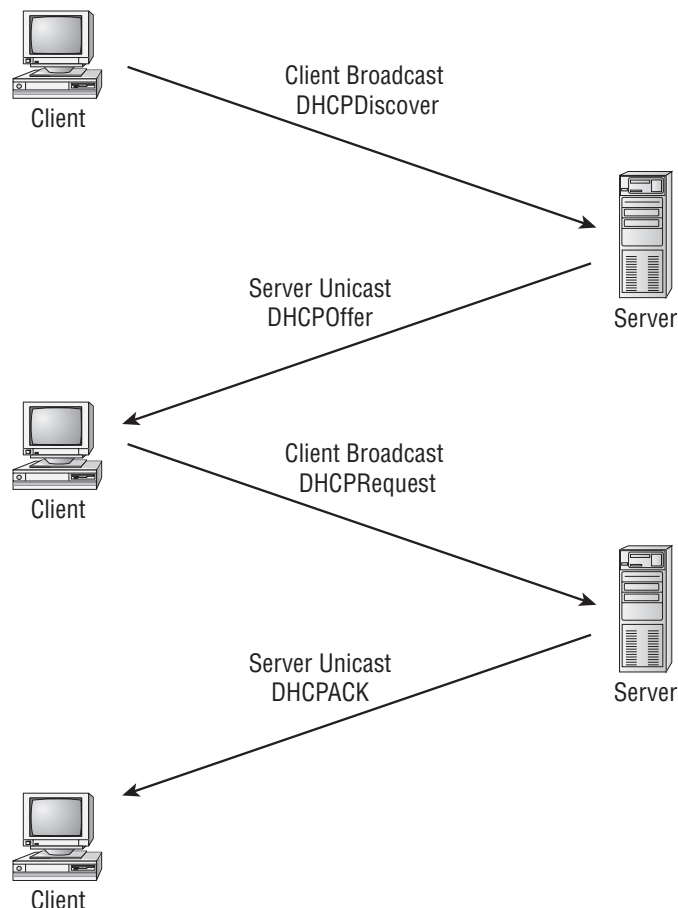 Client
Client Broadcast
DHCPDiscover
Server Unicast
DHCPOffer
Server
Client
Client Broadcast
DHCPRequest
Server Unicast
DHCPACK
Server
Client